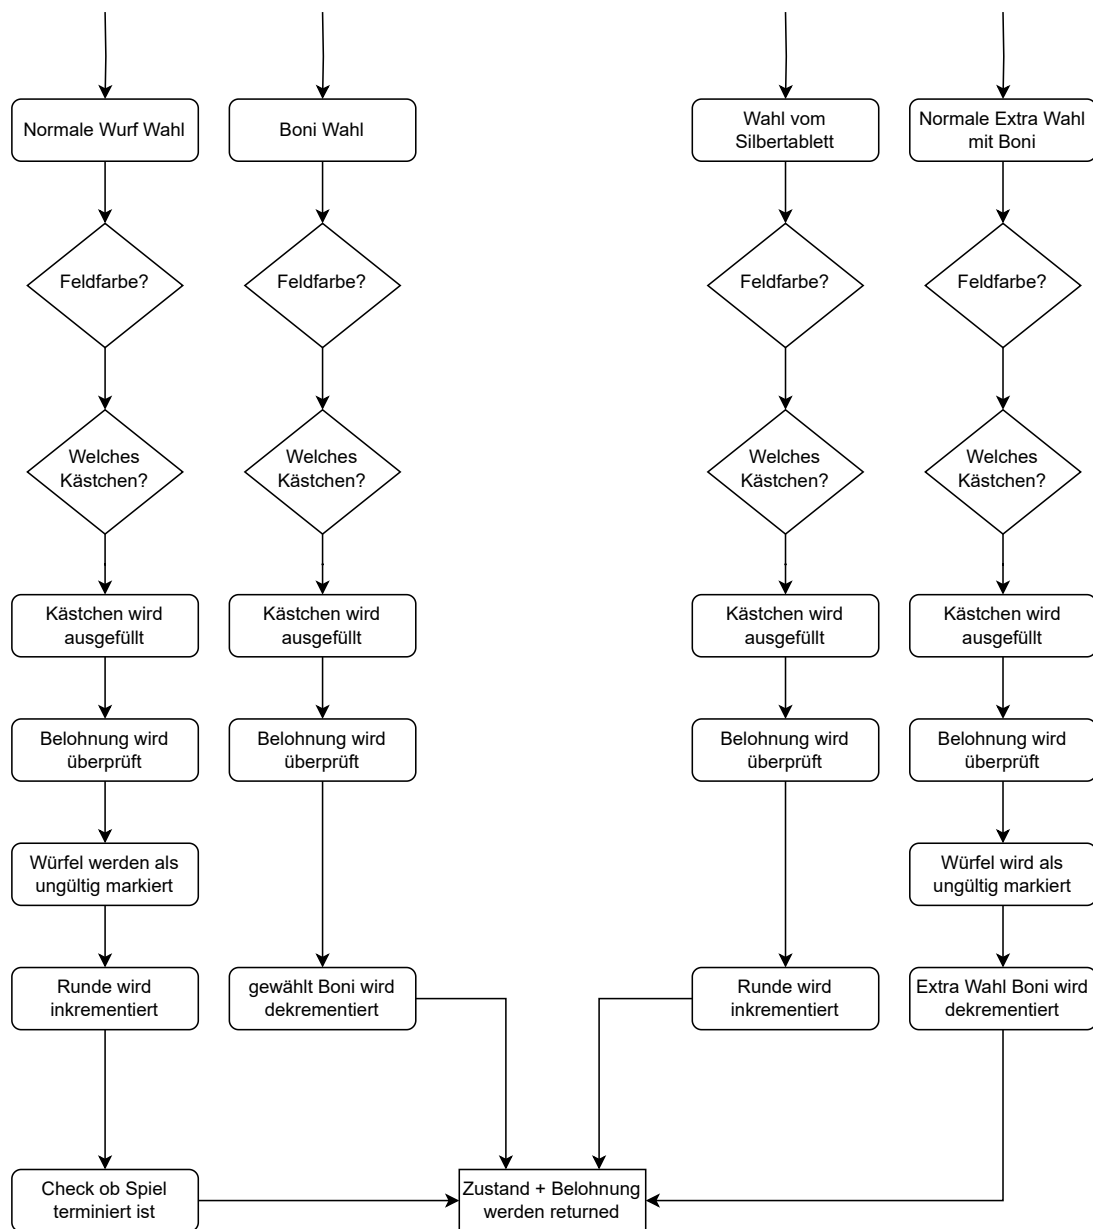 Normale Wurf Wahl
Boni Wahl
Wahl vom
Silbertablett
Normale Extra Wahl
mit Boni
Feldfarbe?
Feldfarbe?
Feldfarbe?
Feldfarbe?
Welches
Kästchen?
Welches
Kästchen?
Welches
Kästchen?
Welches
Kästchen?
Kästchen wird
ausgefüllt
Kästchen wird
ausgefüllt
Kästchen wird
ausgefüllt
Kästchen wird
ausgefüllt
Belohnung wird
überprüft
Belohnung wird
überprüft
Belohnung wird
überprüft
Belohnung wird
überprüft
Würfel werden als
ungültig markiert
Würfel wird als
ungültig markiert
Runde wird
inkrementiert
gewählt Boni wird
dekrementiert
Runde wird
inkrementiert
Extra Wahl Boni wird
dekrementiert
Check ob Spiel
terminiert ist
Zustand + Belohnung
werden returned